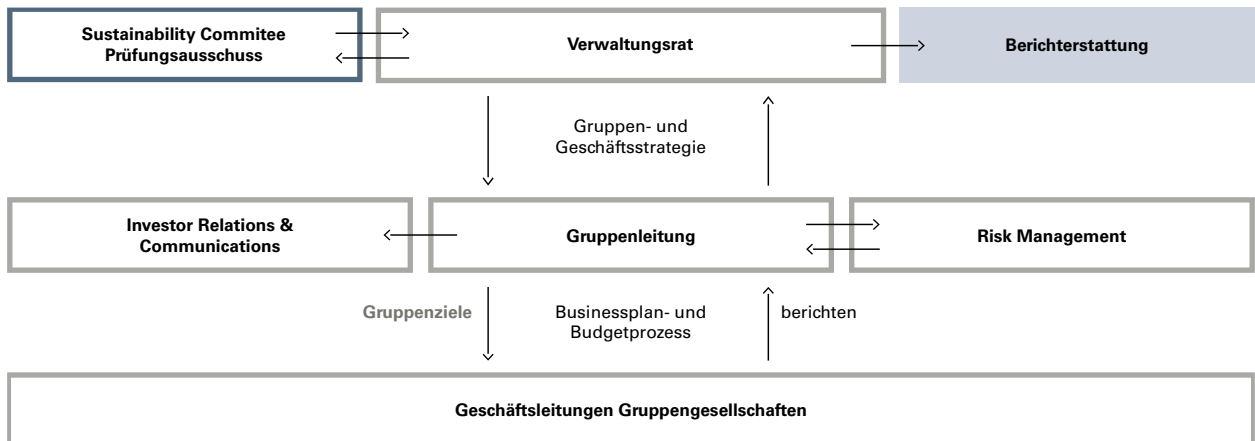 Sustainability Commitee
Prüfungsausschuss
Verwaltungsrat
Berichterstattung
Gruppen- und
Geschäftsstrategie
Investor Relations &
Communications
Gruppenleitung
Risk Management
Gruppenziele
Businessplan- und
Budgetprozess
berichten
Geschäftsleitungen Gruppengesellschaften